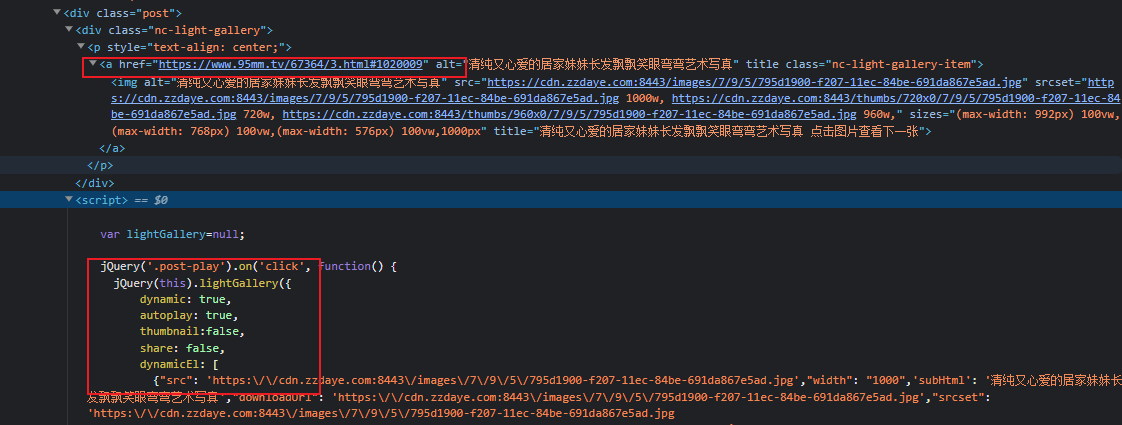 ▼<div class="post">
▼<div class="nc-light-gallery">
▼<p style="text-align: center;">
▼<a href="https://www.95mm.tv/67364/3.html#1020009" alt="清纯又心爱的居家妹妹长发飘飘笑眼弯弯艺术写真" title class="nc-light-gallery-item">
<img alt="清纯又心爱的居家妹妹长发飘飘笑眼弯弯艺术写真" src="https://cdn.zzdaye.com:8443/images/7/9/5/795d1900-f207-11ec-84be-691da867e5ad.jpg" srcset="http
s://cdn.zzdaye.com:8443/images/7/9/5/795d1900-f207-11ec-84be-691da867e5ad.jpg 1000w, https://cdn.zzdaye.com:8443/thumbs/720x0/7/9/5/795d1900-f207-11ec-84
be-691da867e5ad.jpg 720w, https://cdn.zzdaye.com:8443/thumbs/960x0/7/9/5/795d1900-f207-11ec-84be-691da867e5ad.jpg 960w," sizes="(max-width: 992px) 100vw,
(max-width: 768px) 100vw,(max-width: 576px) 100vw,1000px" title="清纯又心爱的居家妹妹长发飘飘笑眼弯弯艺术写真 点击图片查看下一张">
</a>
</p>
</div>
▼<script> == $0
var lightGallery=null;
jQuery('.post-play').on('click', function() {
jQuery(this).lightGallery({
dynamic: true,
autoplay: true,
thumbnail:false,
share: false,
dynamicEl: [
{"src": 'https:\/\/cdn.zzdaye.com:8443\/images\/7\/9\/5\/795d1900-f207-11ec-84be-691da867e5ad.jpg',"width": "1000",'subHtml': '清纯又心爱的居家妹妹长
发飘飘笑眼弯弯艺术写真',"downloadUrl": 'https:\/\/cdn.zzdaye.com:8443\/images\/7\/9\/5\/795d1900-f207-11ec-84be-691da867e5ad.jpg',"srcset":
'https:\/\/cdn.zzdaye.com:8443\/images\/7\/9\/5\/795d1900-f207-11ec-84be-691da867e5ad.jpg